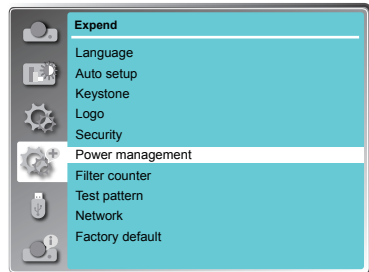 Expend
Language
Auto setup
Keystone
Logo
Security
Power management
Filter counter
Test pattern
Network
Factory default